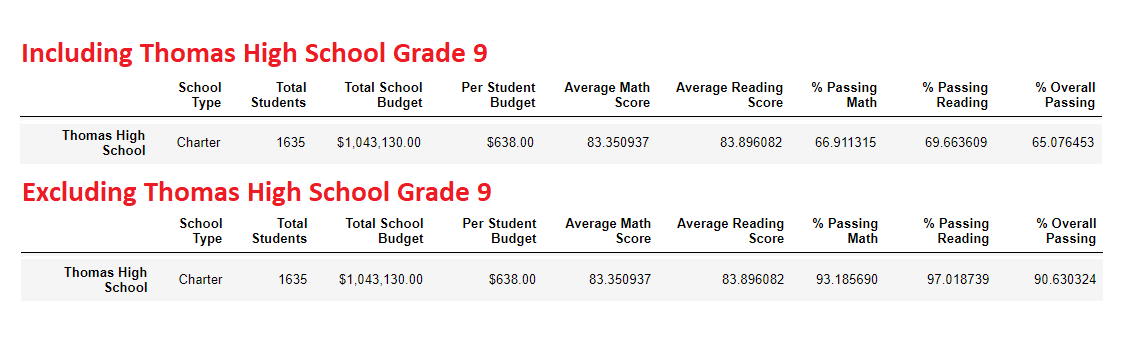 Including Thomas High School Grade 9
School Type Total Students Total School Budget Per Student Budget Average Math Score Average Reading Score % Passing Math % Passing Reading % Overall Passing
Thomas High School Charter 1635 $1,043,130.00 $638.00 83.350937 83.896082 66.911315 69.663609 65.076453
Excluding Thomas High School Grade 9
School Type Total Students Total School Budget Per Student Budget Average Math Score Average Reading Score % Passing Math % Passing Reading % Overall Passing
Thomas High School Charter 1635 $1,043,130.00 $638.00 83.350937 83.896082 93.185690 97.018739 90.630324